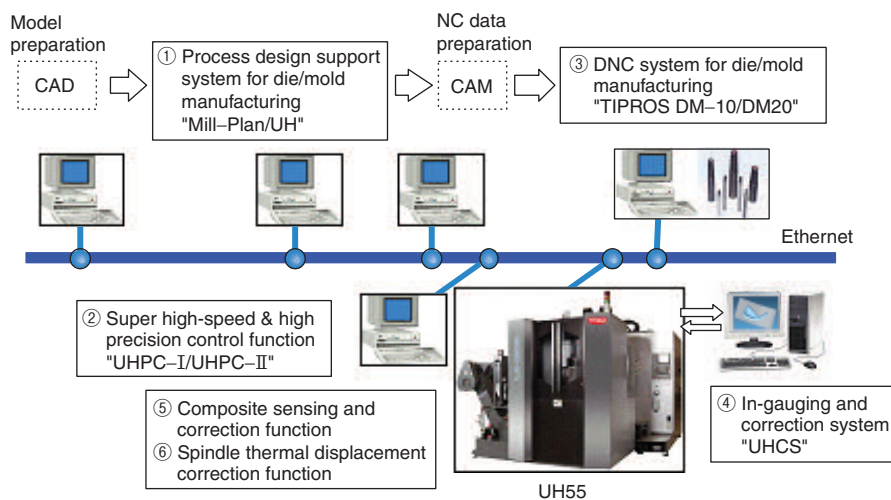 Model
preparation
CAD
① Process design support
system for die/mold
manufacturing
"Mill–Plan/UH"
NC data
preparation
CAM
③ DNC system for die/mold
manufacturing
"TIPROS DM–10/DM20"
Ethernet
② Super high-speed & high
precision control function
"UHPC–I/UHPC–II"
⑤ Composite sensing and
correction function
⑥ Spindle thermal displacement
correction function
④ In-gauging and
correction system
"UHCS"
UH55